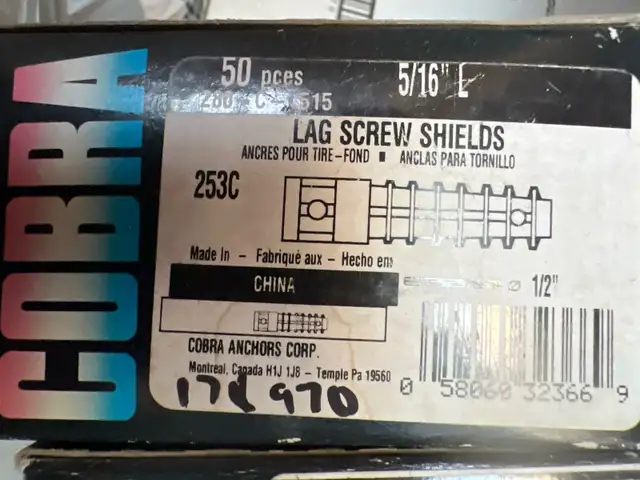 COBRA
50 pces
5/16" L
LAG SCREW SHIELDS
ANCRES POUR TIRE-FOND ■ ANCLAS PARA TORNILLO
253C
Made in - Fabriqué aux - Hecho em
CHINA
Ø 1/2"
COBRA ANCHORS CORP.
Montreal, Canada H1J 1J8 - Temple Pa 19560
0 58060 32366 9